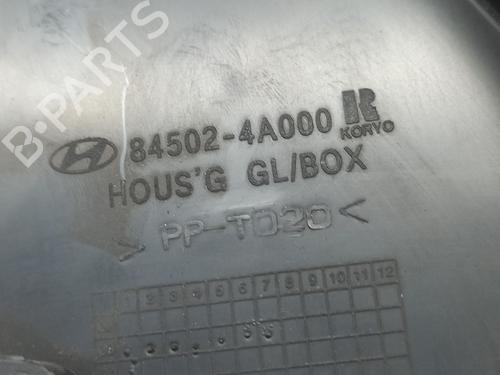 84502-4A000
KORYO
HOUS'G GL/BOX
>PP-TD20<
1 2 3 4 5 6 7 8 9 10 11 12
B-PARTS